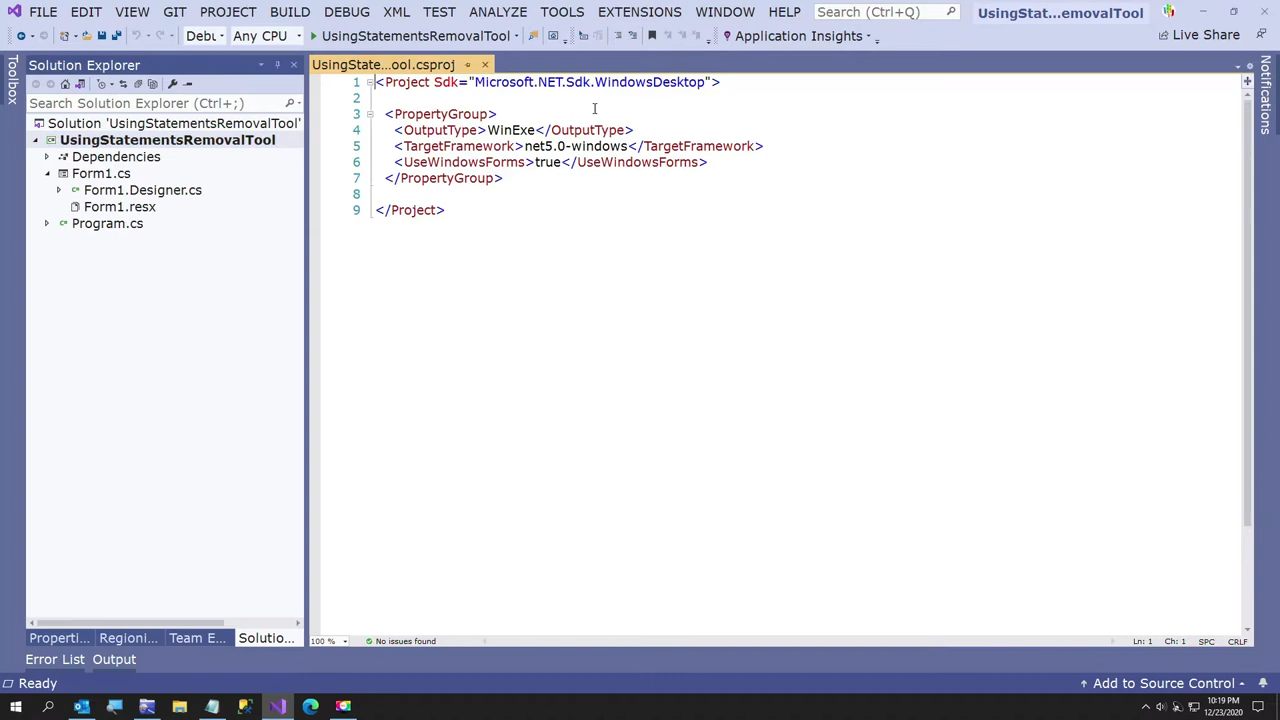 FILE EDIT VIEW GIT PROJECT BUILD DEBUG XML TEST ANALYZE TOOLS EXTENSIONS WINDOW HELP Search (Ctrl+Q) UsingStat...emovalTool
Debu Any CPU UsingStatementsRemovalTool Application Insights Live Share
Toolbox
Solution Explorer
Search Solution Explorer (Ctrl+;)
Solution 'UsingStatementsRemovalTool'
UsingStatementsRemovalTool
Dependencies
Form1.cs
Form1.Designer.cs
Form1.resx
Program.cs
Properti... Regioni... Team E... Solutio...
UsingState...ool.csproj
1 <Project Sdk="Microsoft.NET.Sdk.WindowsDesktop">
2
3 <PropertyGroup>
4 <OutputType>WinExe</OutputType>
5 <TargetFramework>net5.0-windows</TargetFramework>
6 <UseWindowsForms>true</UseWindowsForms>
7 </PropertyGroup>
8
9 </Project>
100 % No issues found Ln: 1 Ch: 1 SPC CRLF
Notifications
Error List Output
Ready Add to Source Control
10:19 PM
12/23/2020